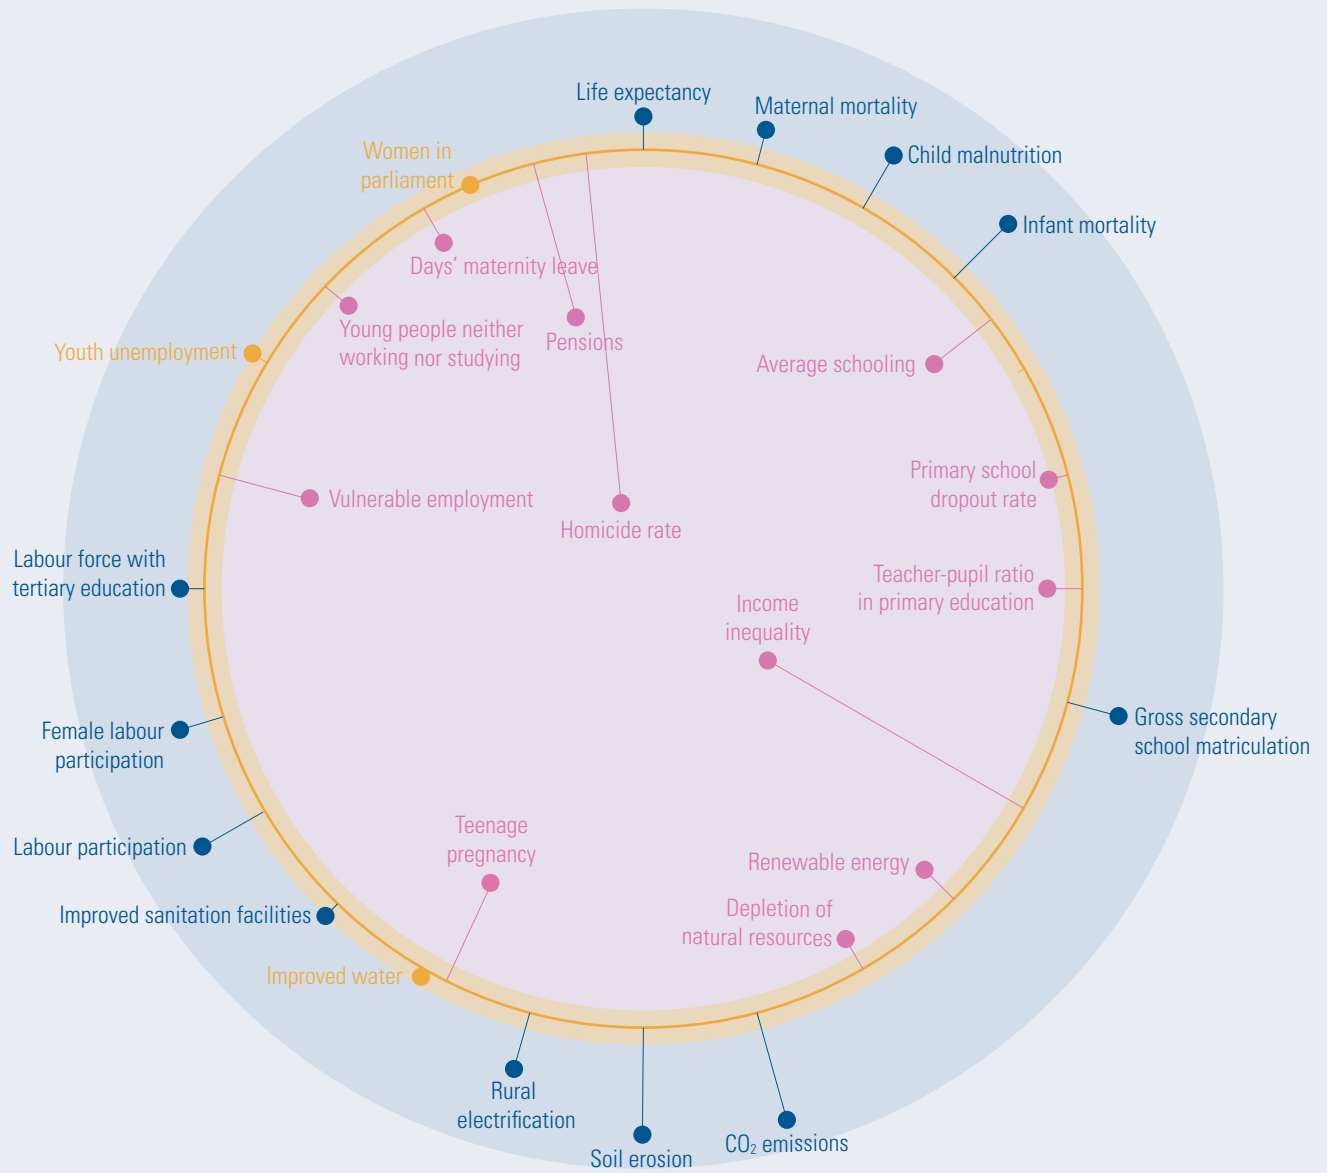 Life expectancy
Maternal mortality
Child malnutrition
Infant mortality
Women in
parliament
Days‘ maternity leave
Young people neither
working nor studying
Pensions
Youth unemployment
Average schooling
Primary school
dropout rate
Vulnerable employment
Homicide rate
Labour force with
tertiary education
Teacher-pupil ratio
in primary education
Income
inequality
Gross secondary
school matriculation
Female labour
participation
Labour participation
Teenage
pregnancy
Renewable energy
Depletion of
natural resources
Improved sanitation facilities
Improved water
Rural
electrification
Soil erosion
CO₂ emissions